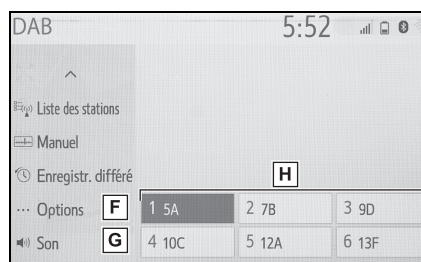 DAB 5:52
Liste des stations
Manuel
Enregistr. différé
H
Options F 1 5A 2 7B 3 9D
Son G 4 10C 5 12A 6 13F